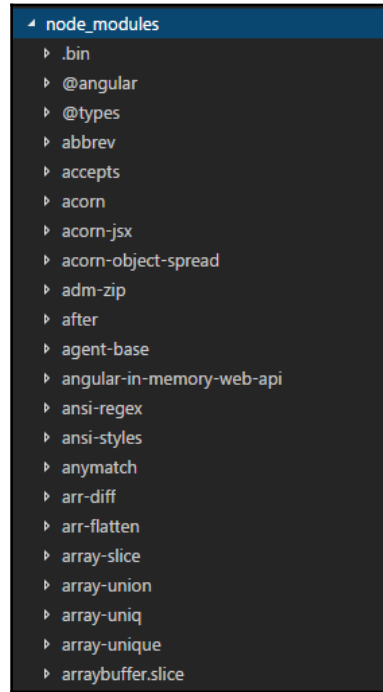 node_modules
.bin
@angular
@types
abbrev
accepts
acorn
acorn-jsx
acorn-object-spread
adm-zip
after
agent-base
angular-in-memory-web-api
ansi-regex
ansi-styles
anymatch
arr-diff
arr-flatten
array-slice
array-union
array-uniq
array-unique
arraybuffer.slice